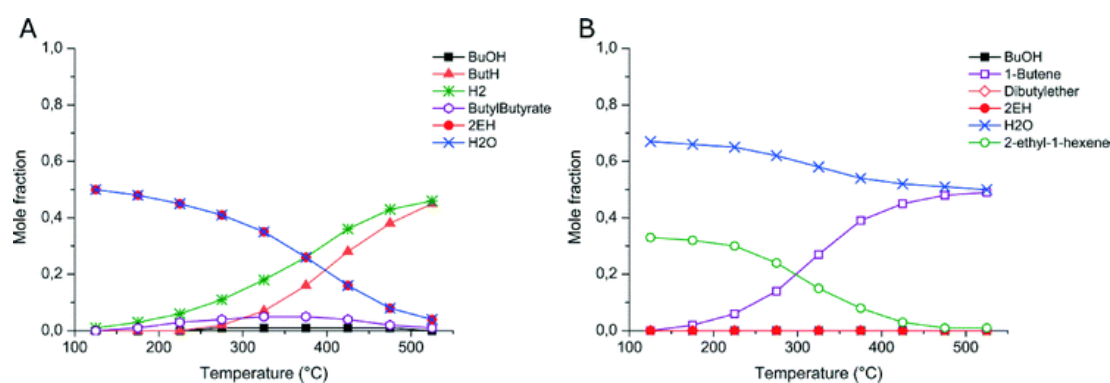 A
1,0
0,8
0,6
0,4
0,2
0,0
Mole fraction
100
200
300
400
500
Temperature (°C)
BuOH
ButH
H2
ButylButyrate
2EH
H2O
B
1,0
0,8
0,6
0,4
0,2
0,0
Mole fraction
100
200
300
400
500
Temperature (°C)
BuOH
1-Butene
Dibutylether
2EH
H2O
2-ethyl-1-hexene